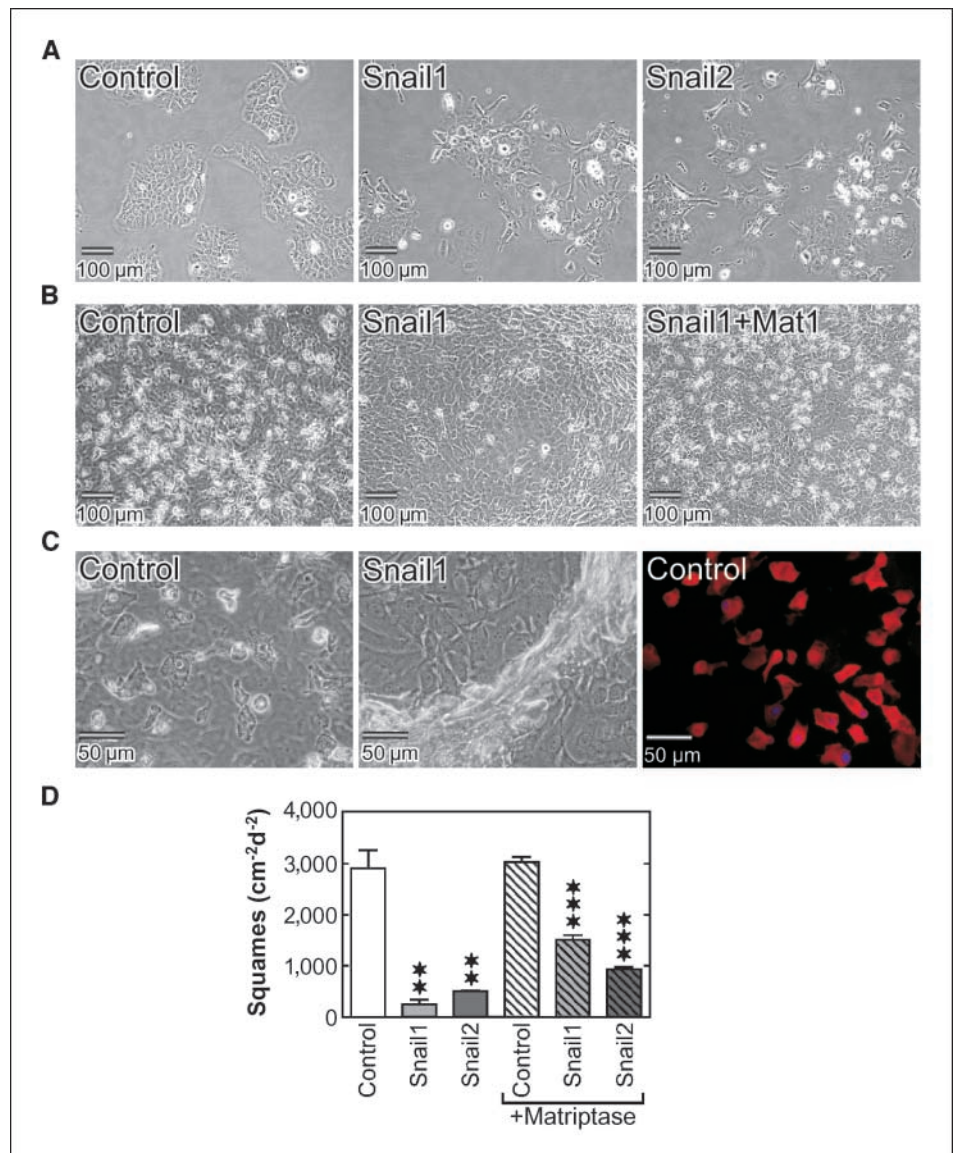 A
Control
Snail1
Snail2
100 µm
100 µm
100 µm
B
Control
Snail1
Snail1+Mat1
100 µm
100 µm
100 µm
C
Control
Snail1
Control
50 µm
50 µm
50 µm
D
Squames (cm⁻²d⁻²)
4,000
3,000
2,000
1,000
0
Control
Snail1
Snail2
Control
Snail1
Snail2
+Matriptase